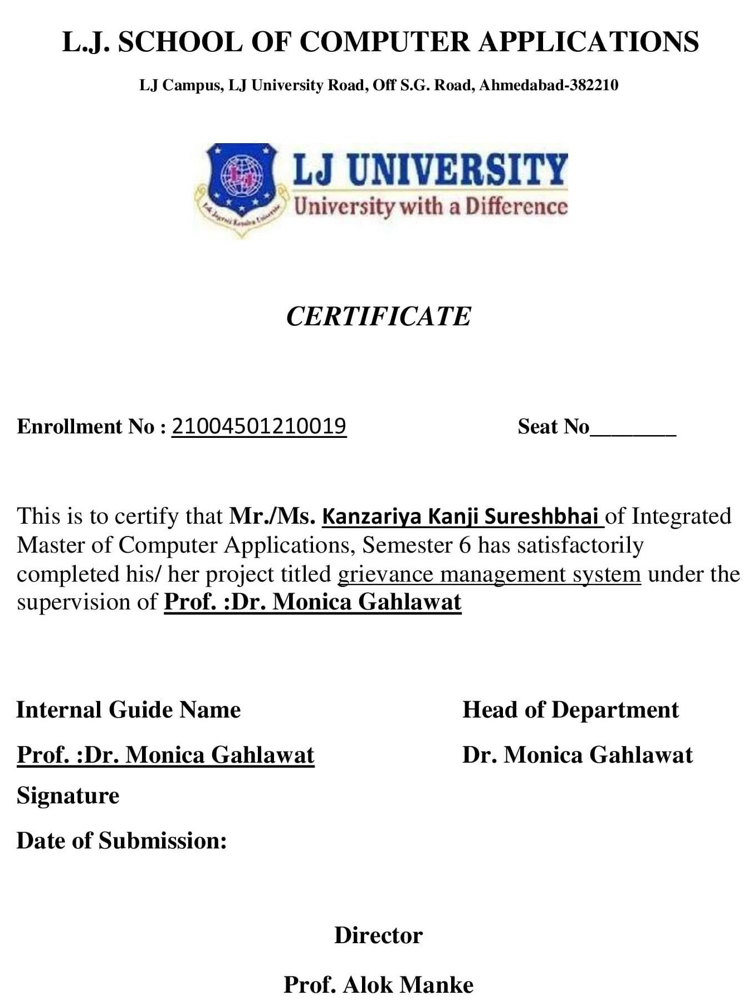 L.J. SCHOOL OF COMPUTER APPLICATIONS
LJ Campus, LJ University Road, Off S.G. Road, Ahmedabad-382210
LJ UNIVERSITY
University with a Difference
CERTIFICATE
Enrollment No : 21004501210019 Seat No________
This is to certify that Mr./Ms. Kanzariya Kanji Sureshbhai of Integrated
Master of Computer Applications, Semester 6 has satisfactorily
completed his/ her project titled grievance management system under the
supervision of Prof. :Dr. Monica Gahlawat
Internal Guide Name Head of Department
Prof. :Dr. Monica Gahlawat Dr. Monica Gahlawat
Signature
Date of Submission:
Director
Prof. Alok Manke